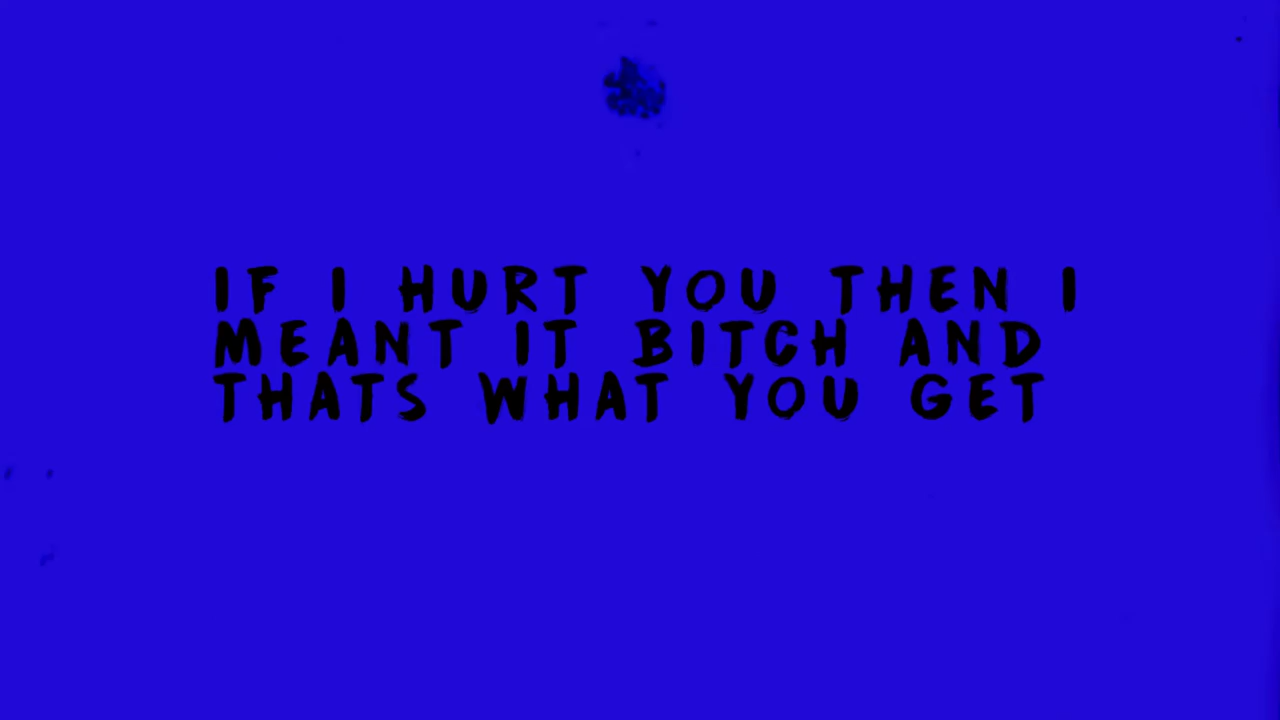 IF I HURT YOU THEN I
MEANT IT BITCH AND
THATS WHAT YOU GET